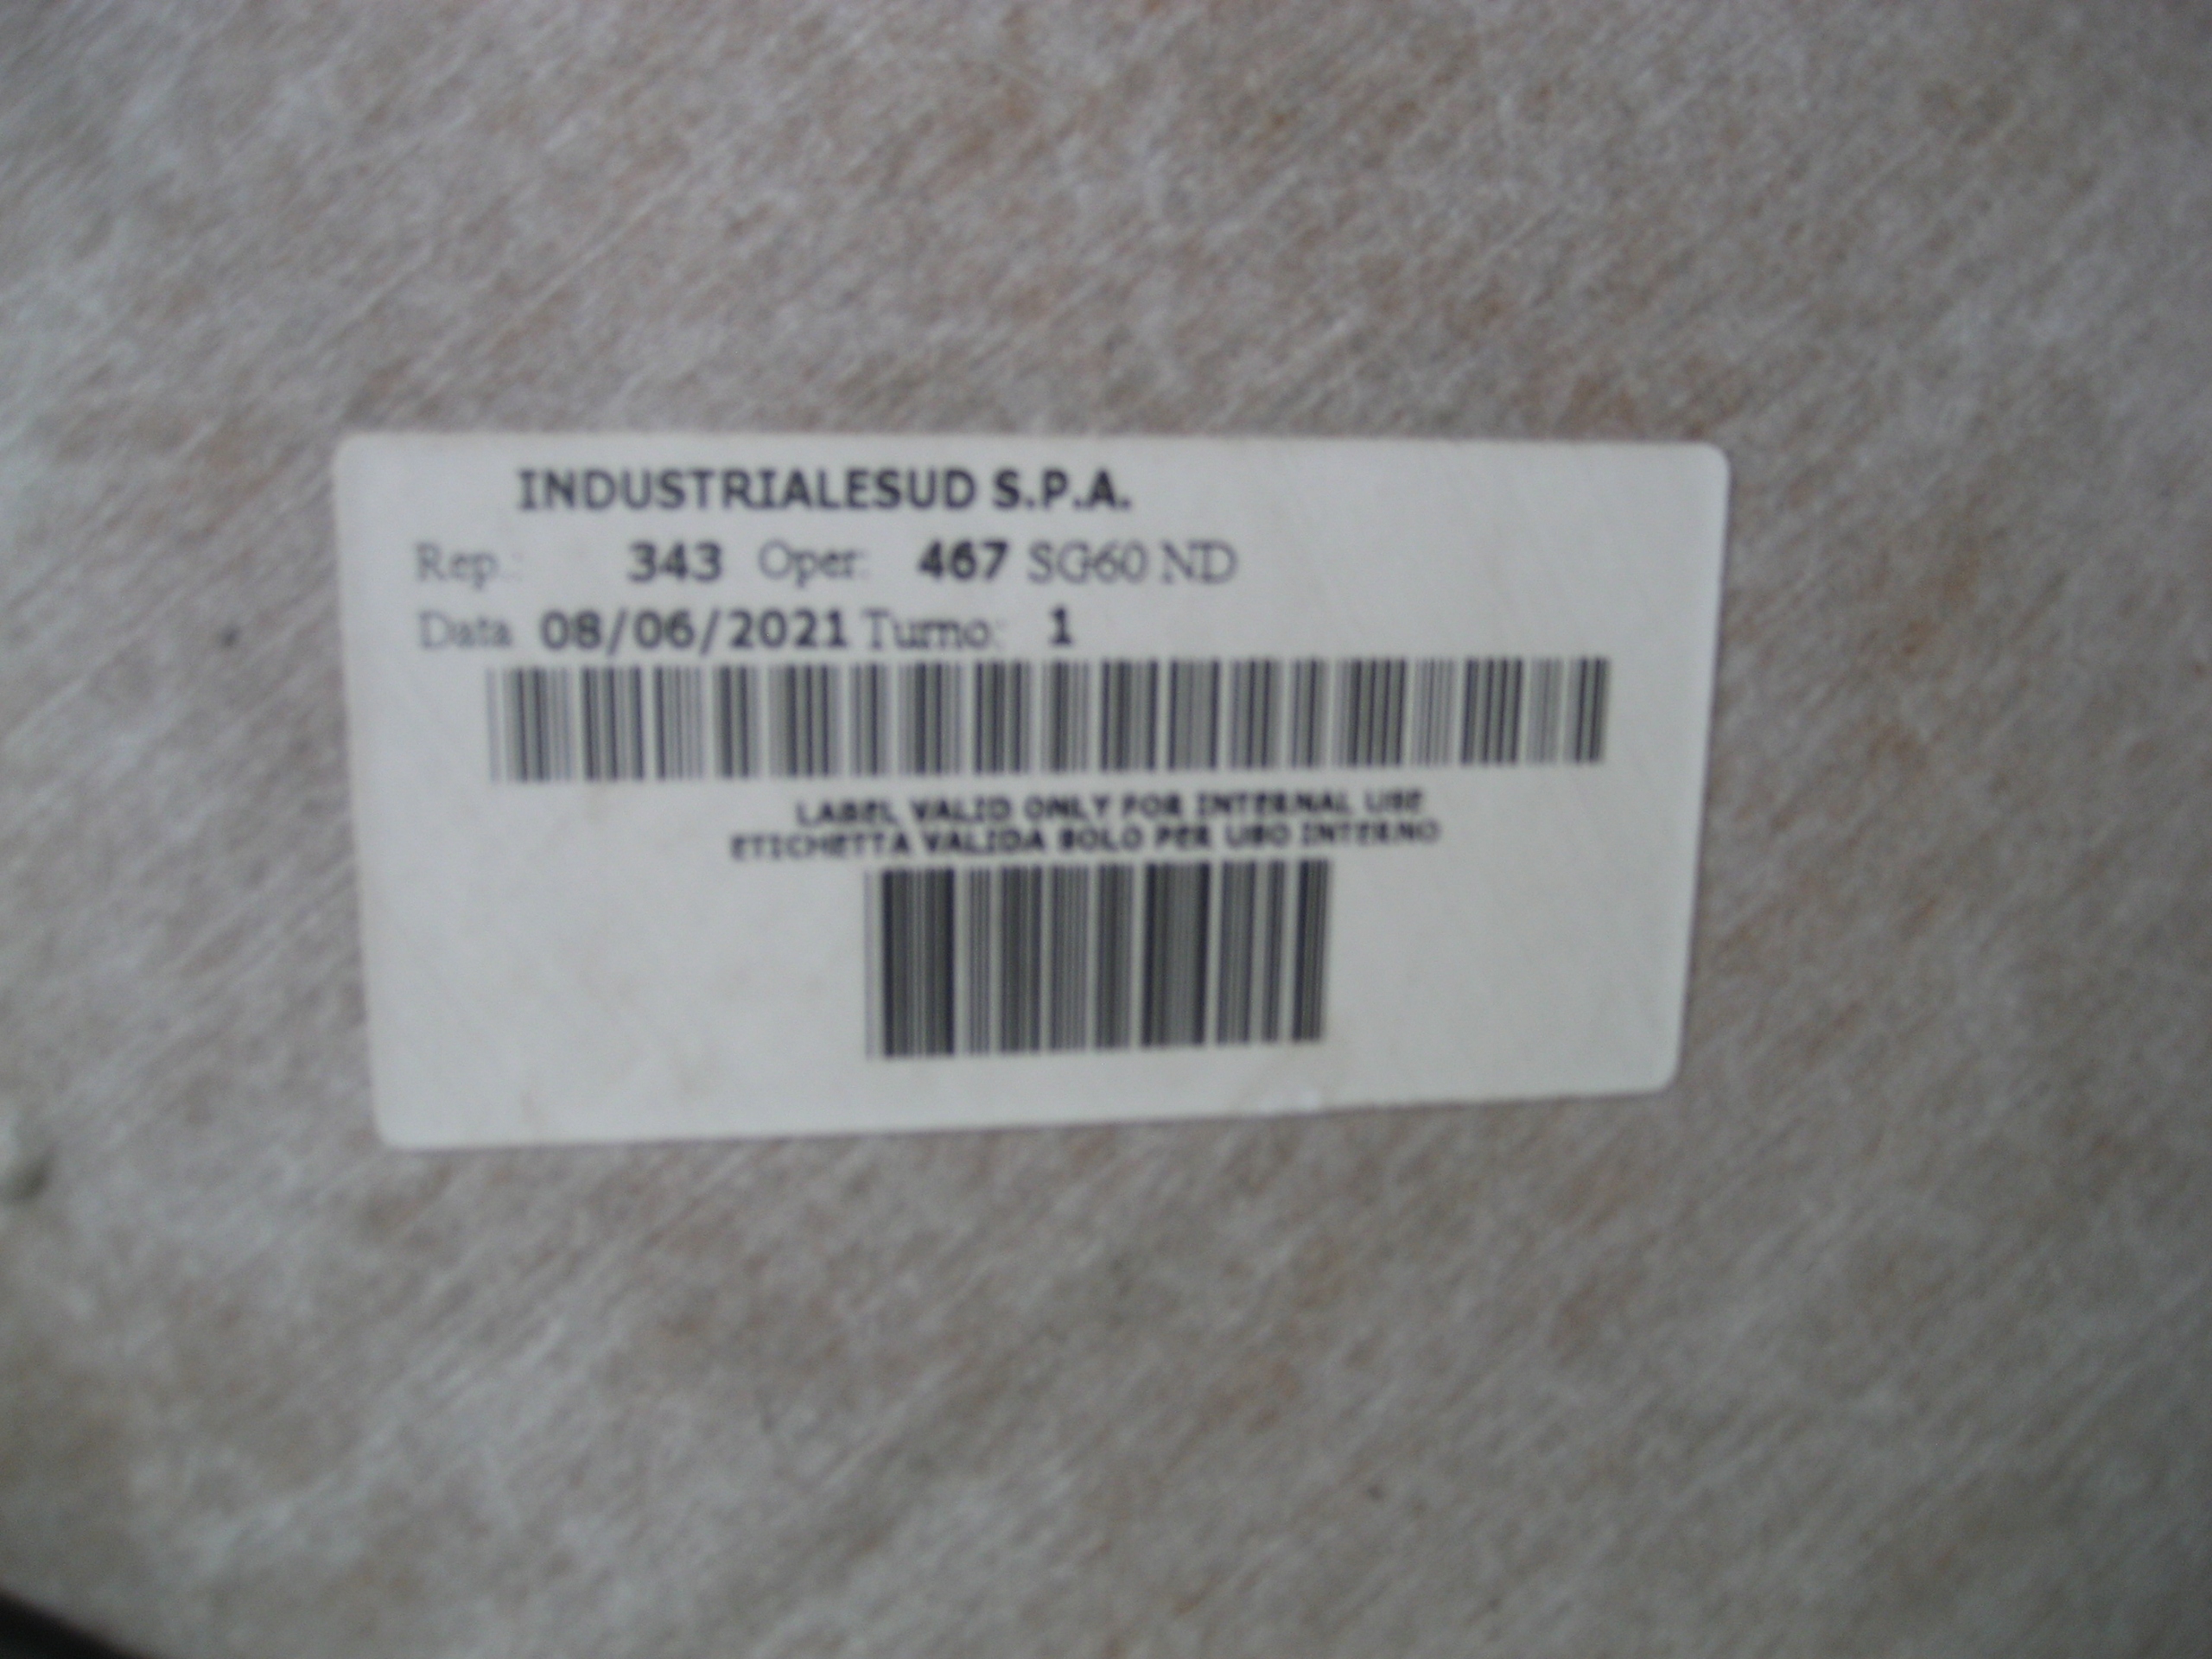 INDUSTRIALESUD S.P.A.
Rep.: 343 Oper: 467 SG60 ND
Data 08/06/2021 Turno: 1
LABEL VALID ONLY FOR INTERNAL USE
ETICHETTA VALIDA SOLO PER USO INTERNO